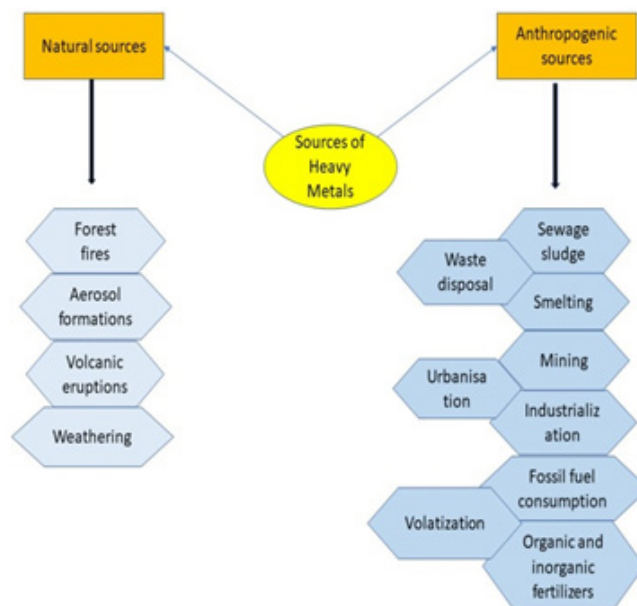 Natural sources
Anthropogenic
sources
Sources of
Heavy
Metals
Forest
fires
Aerosol
formations
Volcanic
eruptions
Weathering
Sewage
sludge
Waste
disposal
Smelting
Mining
Urbanisa
tion
Industrializ
ation
Fossil fuel
consumption
Volatization
Organic and
inorganic
fertilizers